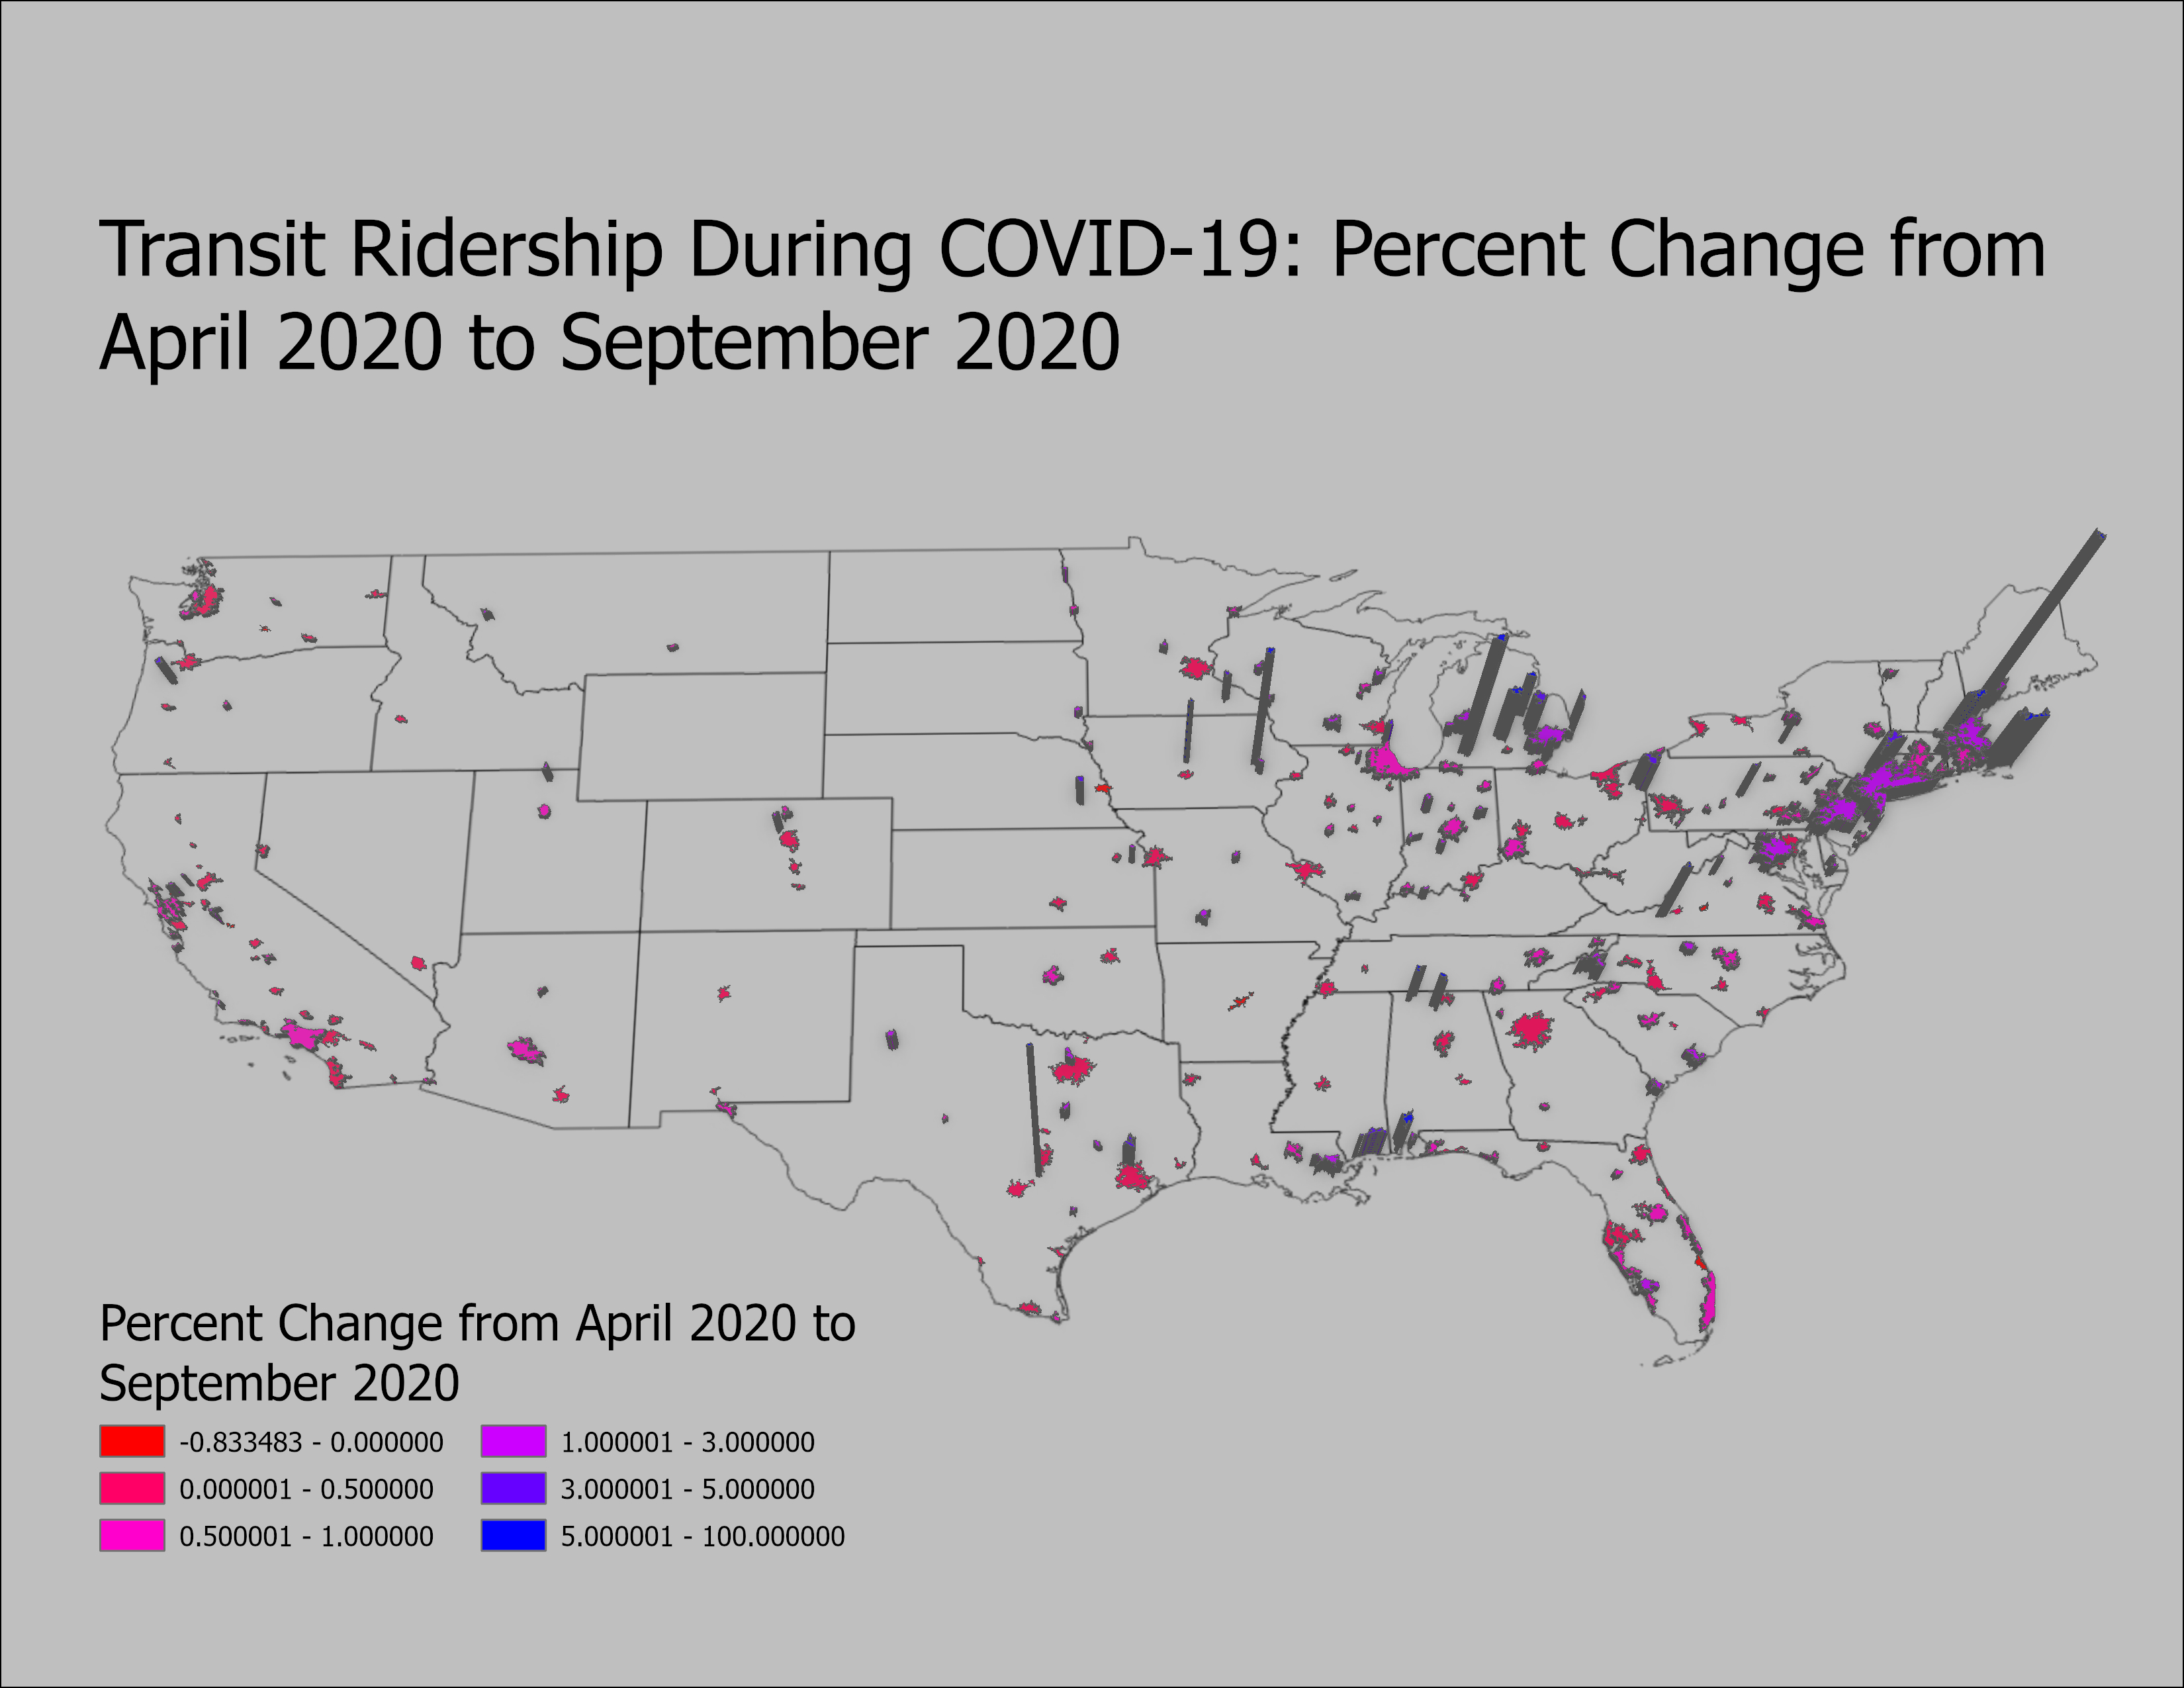 Transit Ridership During COVID-19: Percent Change from
April 2020 to September 2020
Percent Change from April 2020 to
September 2020
-0.833483 - 0.000000
0.000001 - 0.500000
0.500001 - 1.000000
1.000001 - 3.000000
3.000001 - 5.000000
5.000001 - 100.000000